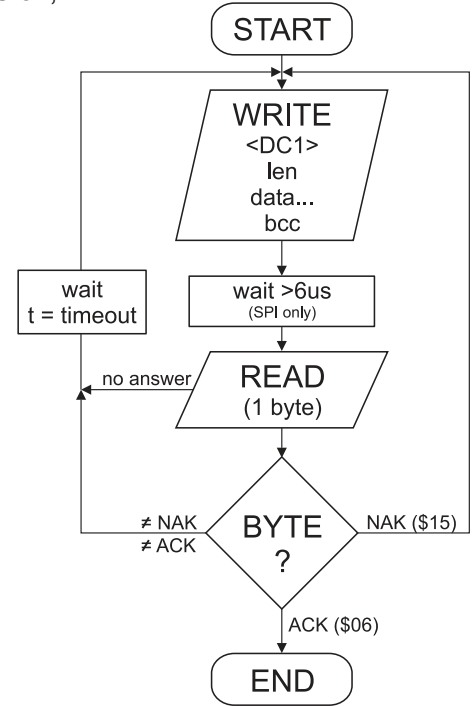 START
WRITE
<DC1>
len
data...
bcc
wait
t = timeout
wait >6us
(SPI only)
no answer
READ
(1 byte)
≠ NAK
≠ ACK
BYTE
?
NAK ($15)
ACK ($06)
END